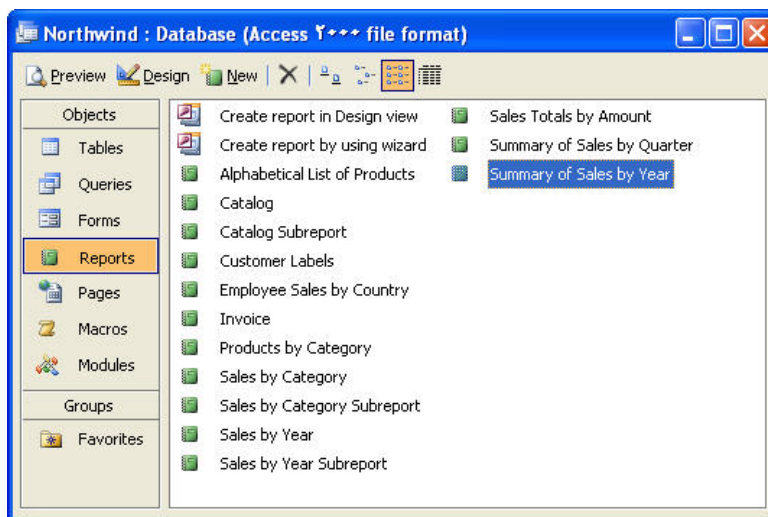 Northwind : Database (Access ۲۰۰۰ file format)
Preview Design New
Objects
Tables
Queries
Forms
Reports
Pages
Macros
Modules
Groups
Favorites
Create report in Design view
Create report by using wizard
Alphabetical List of Products
Catalog
Catalog Subreport
Customer Labels
Employee Sales by Country
Invoice
Products by Category
Sales by Category
Sales by Category Subreport
Sales by Year
Sales by Year Subreport
Sales Totals by Amount
Summary of Sales by Quarter
Summary of Sales by Year